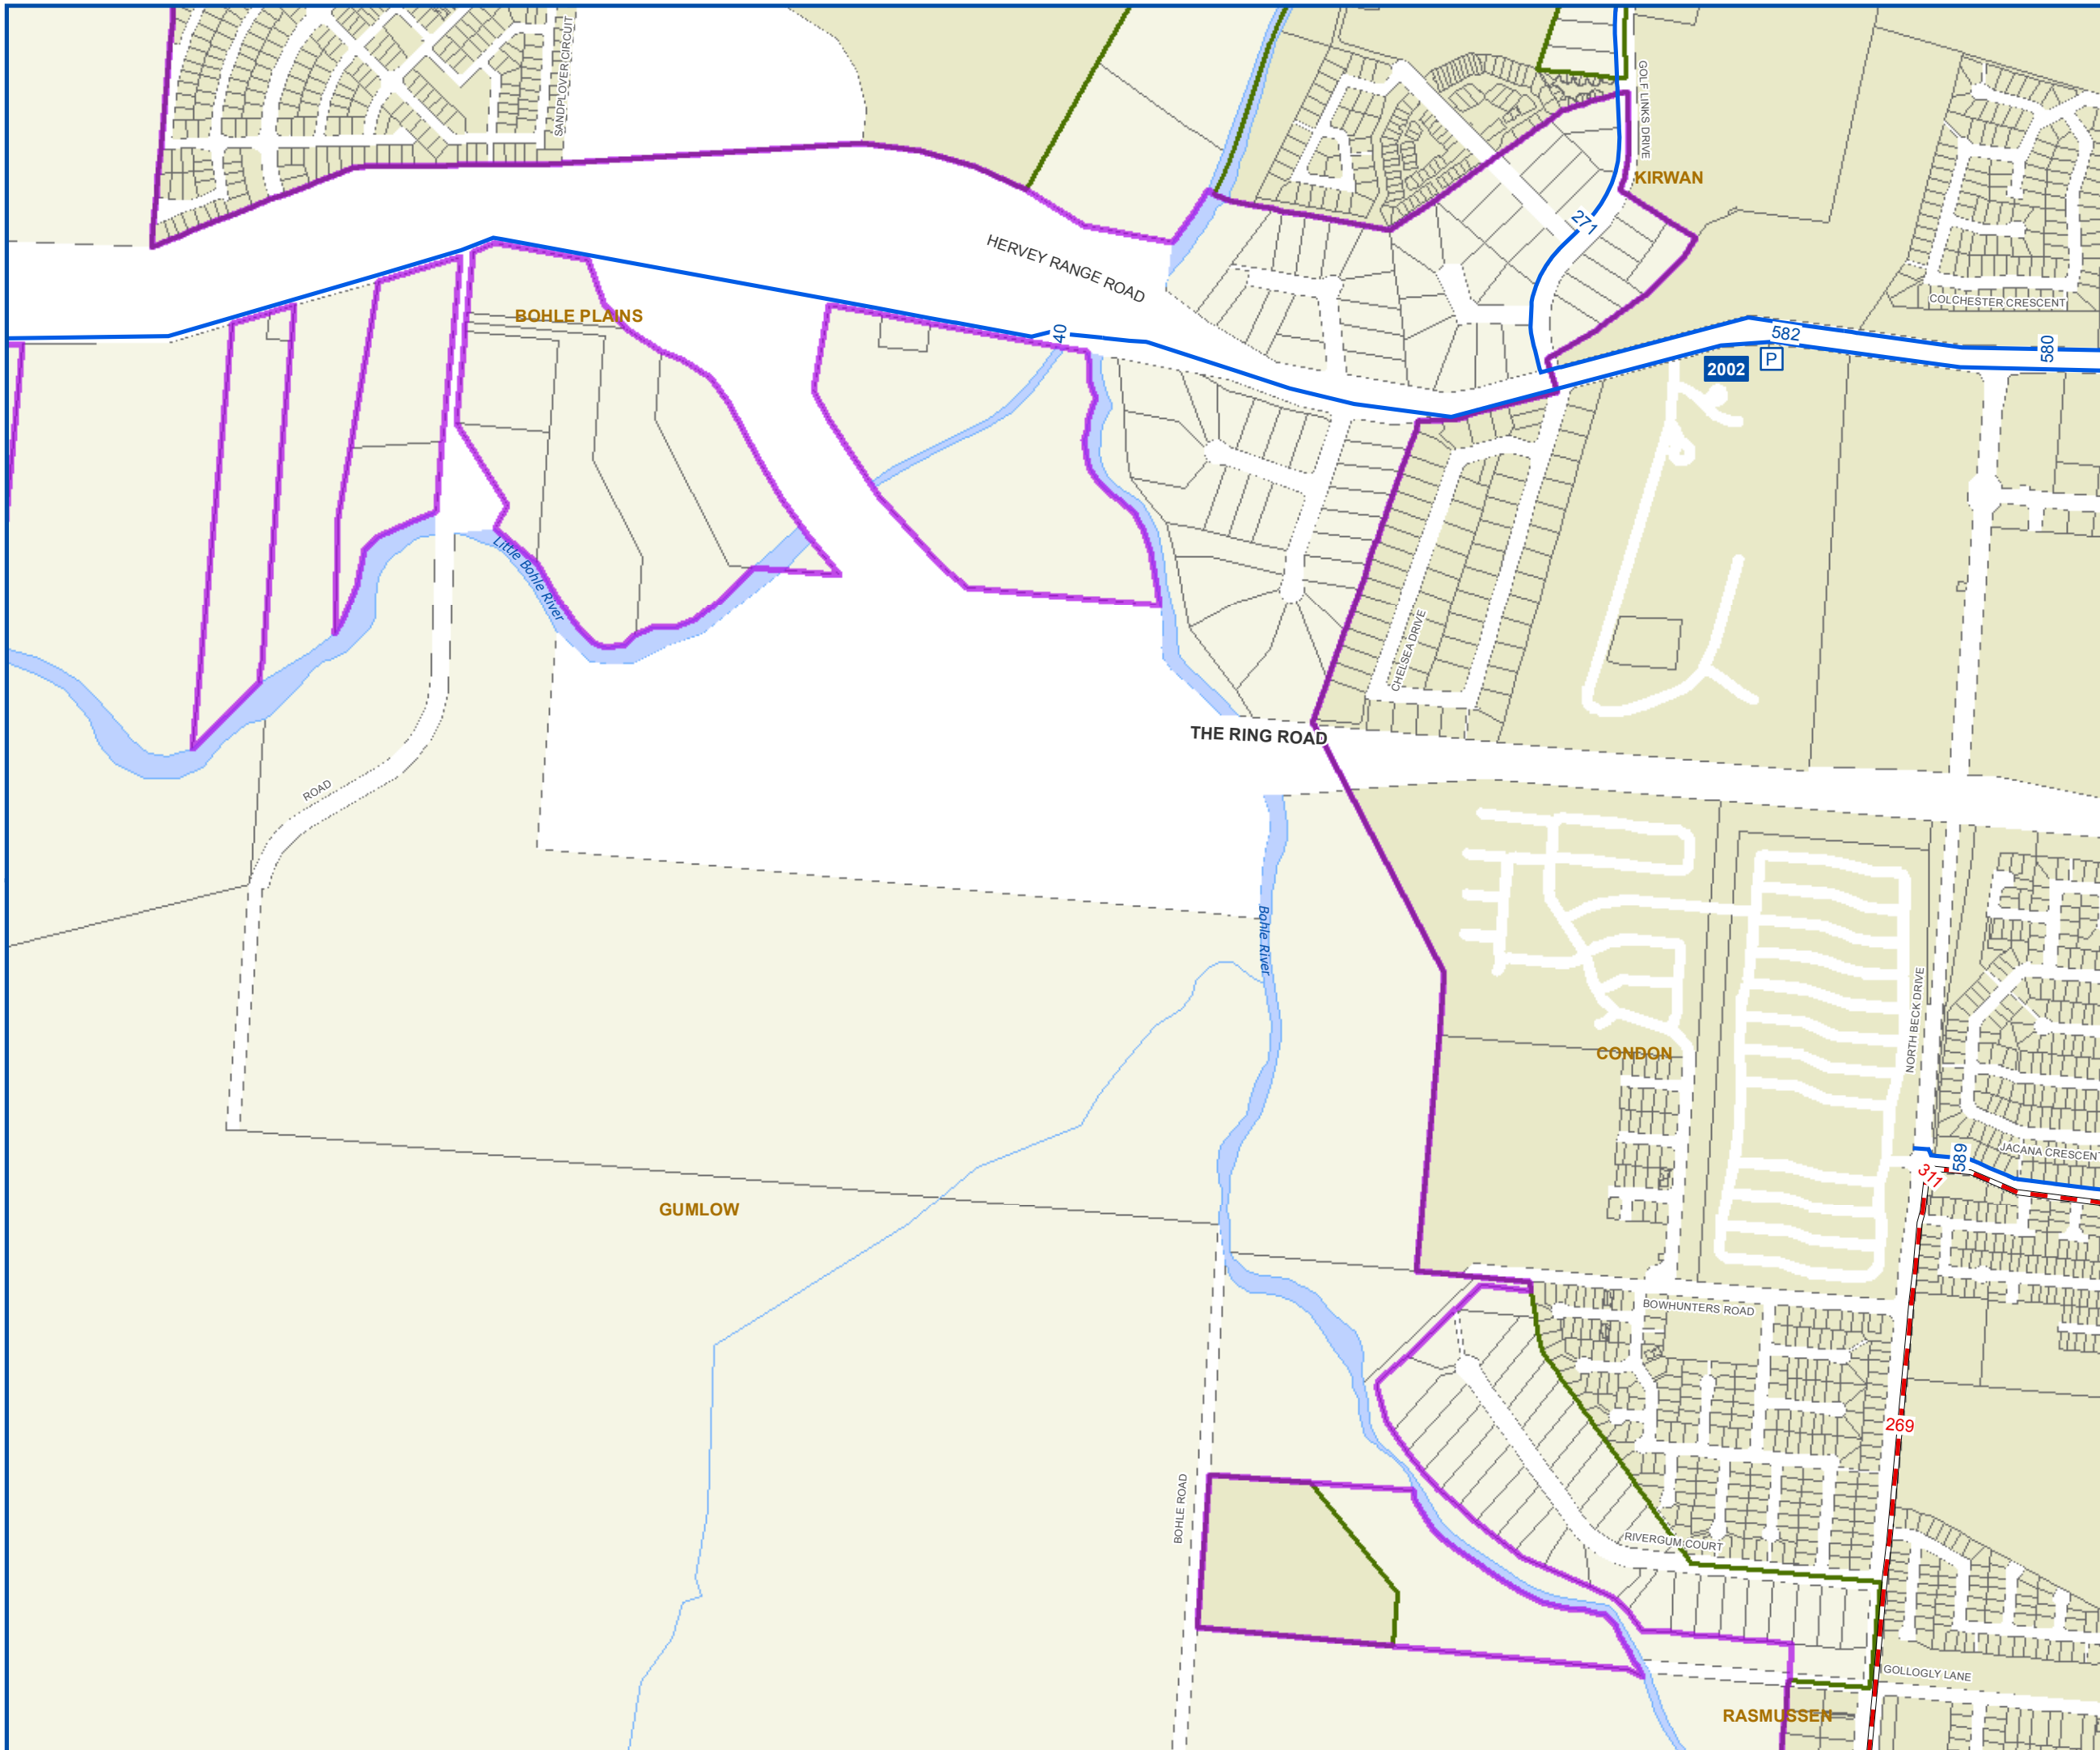 SANDPLOVER CIRCUIT
GOLF LINKS DRIVE
KIRWAN
271
HERVEY RANGE ROAD
COLCHESTER CRESCENT
BOHLE PLAINS
40
582
580
2002
P
Little Bohle River
CHELSEA DRIVE
THE RING ROAD
ROAD
Bohle River
NORTH BECK DRIVE
CONDON
JACANA CRESCEN
589
311
GUMLOW
BOWHUNTERS ROAD
269
BOHLE ROAD
RIVERGUM COURT
GOLLOGLY LANE
RASMUSSEN